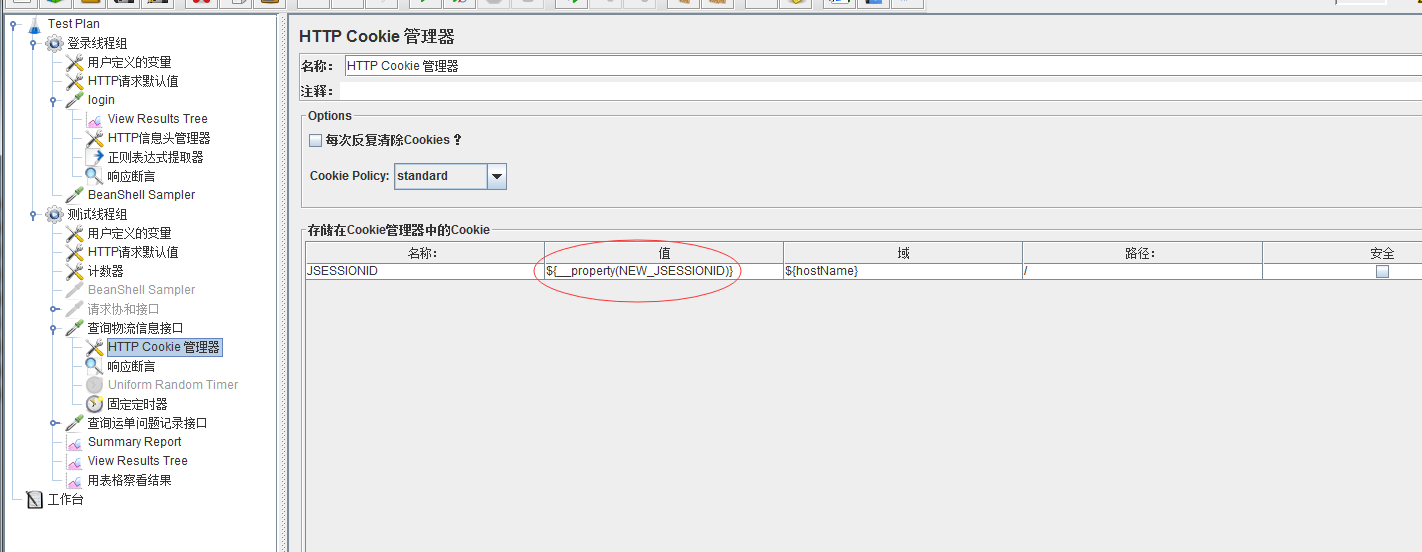 Test Plan
登录线程组
用户定义的变量
HTTP请求默认值
login
View Results Tree
HTTP信息头管理器
正则表达式提取器
响应断言
BeanShell Sampler
测试线程组
用户定义的变量
HTTP请求默认值
计数器
BeanShell Sampler
请求协和接口
查询物流信息接口
HTTP Cookie 管理器
响应断言
Uniform Random Timer
固定定时器
查询运单问题记录接口
Summary Report
View Results Tree
用表格察看结果
工作台
HTTP Cookie 管理器
名称： HTTP Cookie 管理器
注释：
Options
每次反复清除Cookies？
Cookie Policy: standard
存储在Cookie管理器中的Cookie
名称： 值 域 路径： 安全
JSESSIONID ${__property(NEW_JSESSIONID)} ${hostName} /